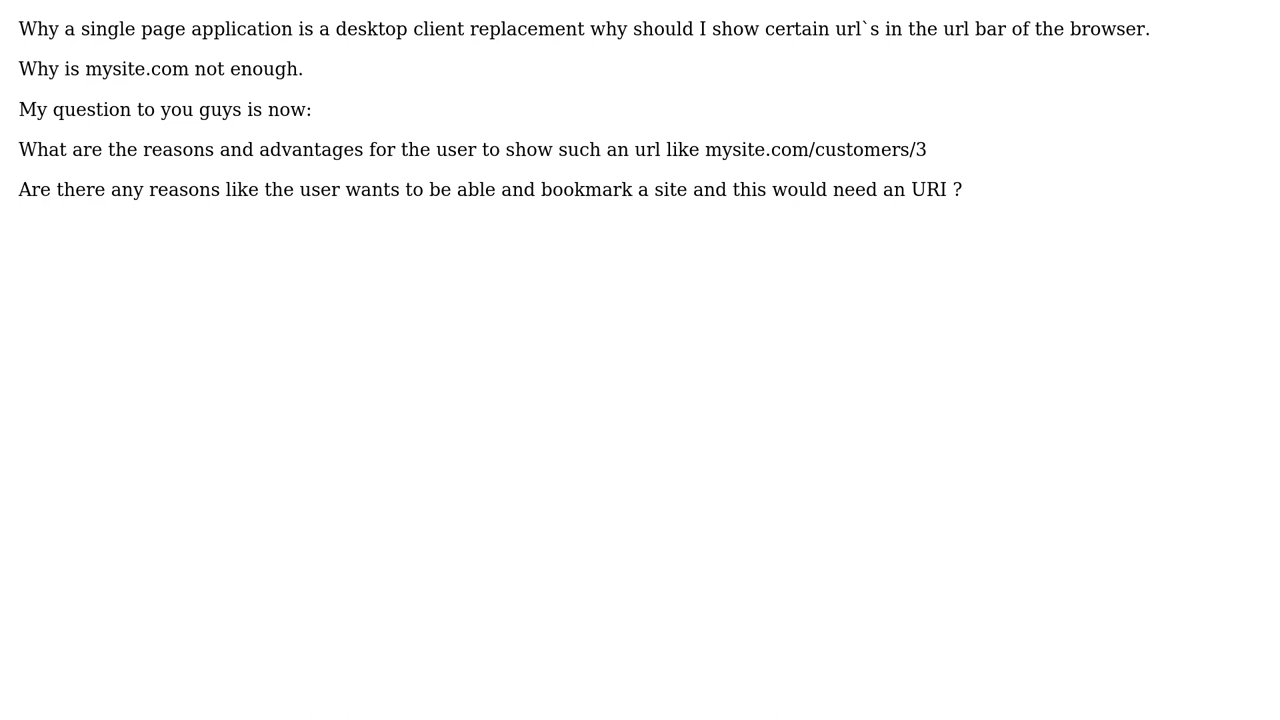 Why a single page application is a desktop client replacement why should I show certain url`s in the url bar of the browser.
Why is mysite.com not enough.
My question to you guys is now:
What are the reasons and advantages for the user to show such an url like mysite.com/customers/3
Are there any reasons like the user wants to be able and bookmark a site and this would need an URI ?